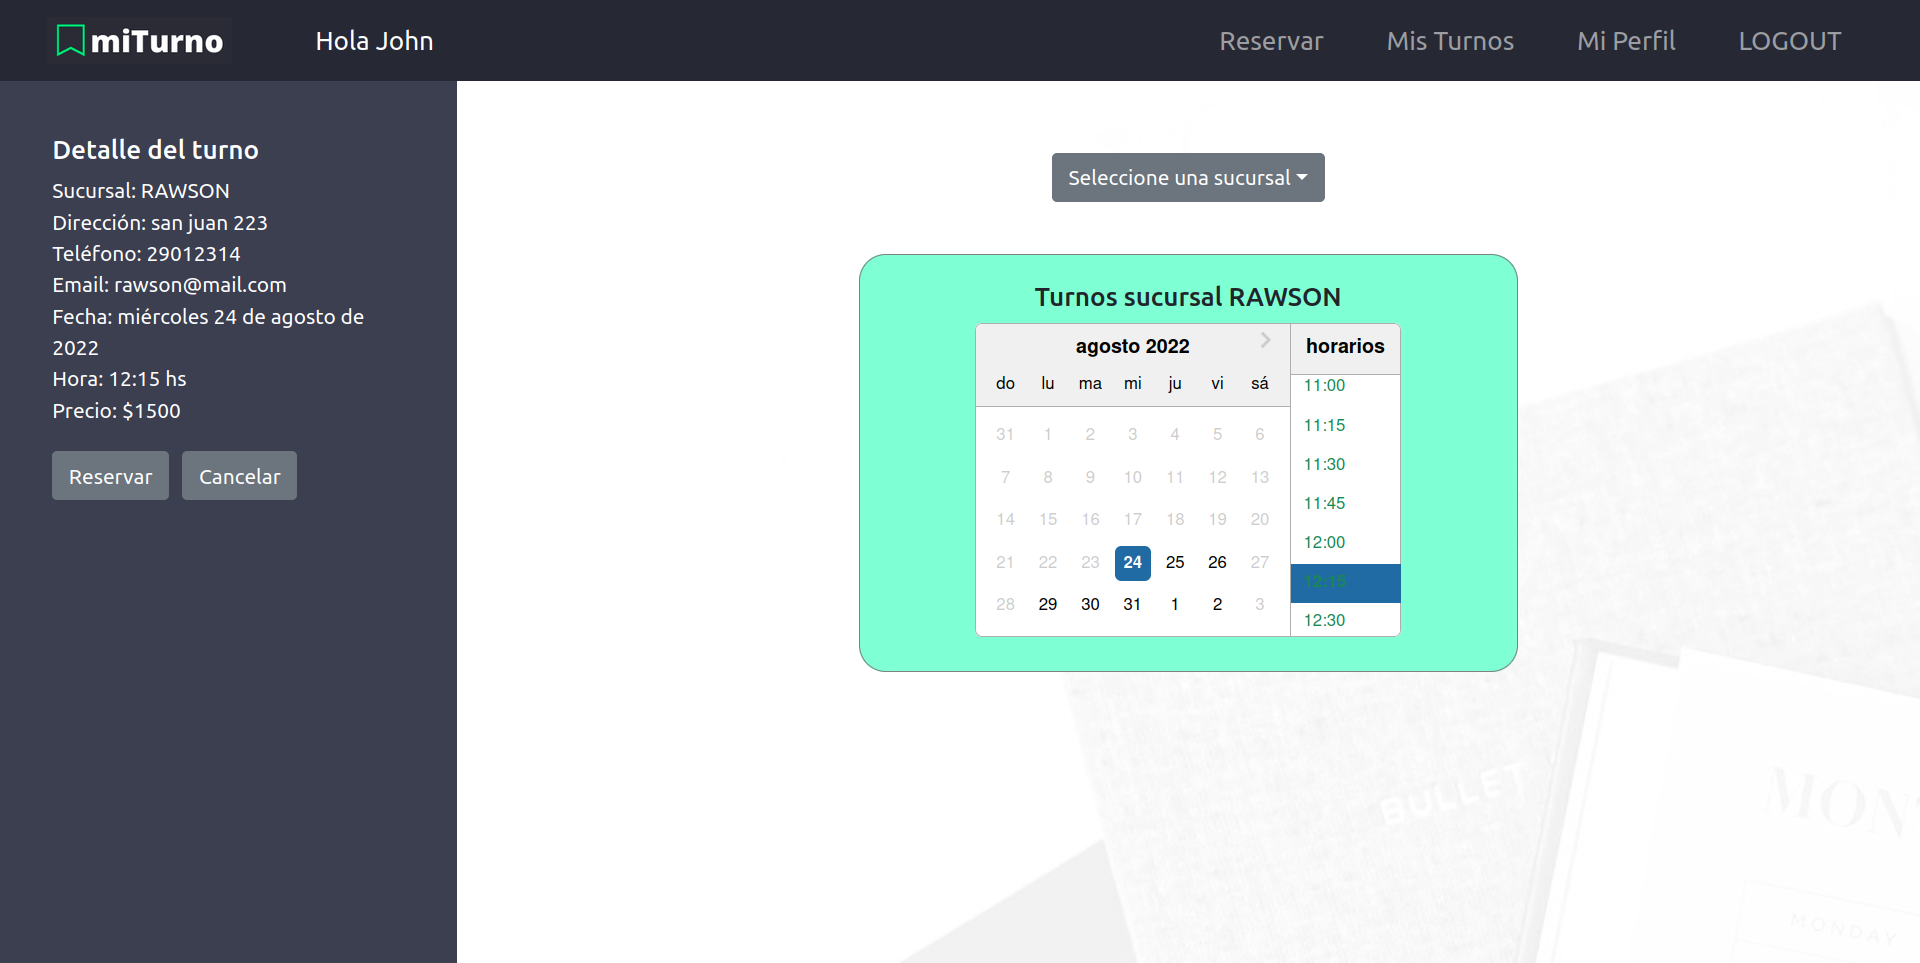 miTurno
Hola John
Reservar
Mis Turnos
Mi Perfil
LOGOUT
Detalle del turno
Sucursal: RAWSON
Dirección: san juan 223
Teléfono: 29012314
Email: rawson@mail.com
Fecha: miércoles 24 de agosto de
2022
Hora: 12:15 hs
Precio: $1500
Reservar
Cancelar
Seleccione una sucursal
Turnos sucursal RAWSON
agosto 2022
do lu ma mi ju vi sá
31 1 2 3 4 5 6
7 8 9 10 11 12 13
14 15 16 17 18 19 20
21 22 23 24 25 26 27
28 29 30 31 1 2 3
horarios
11:00
11:15
11:30
11:45
12:00
12:15
12:30
BULLET
MONDAY